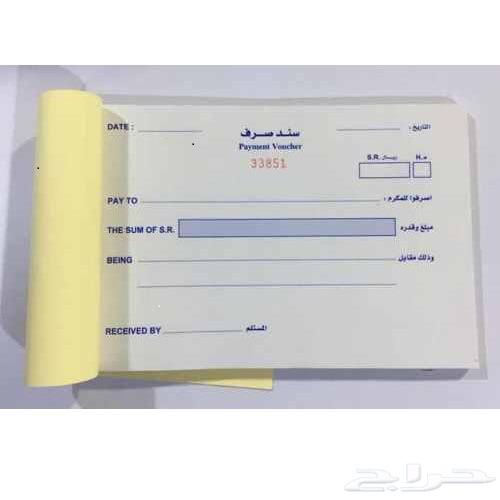 DATE : سند صرف التاريخ :
Payment Voucher
33851
S.R. ريال هـ. H.
PAY TO اصرفوا للمكرم :
THE SUM OF S.R. مبلغ وقدره
BEING وذلك مقابل
RECEIVED BY المستلم
حراج